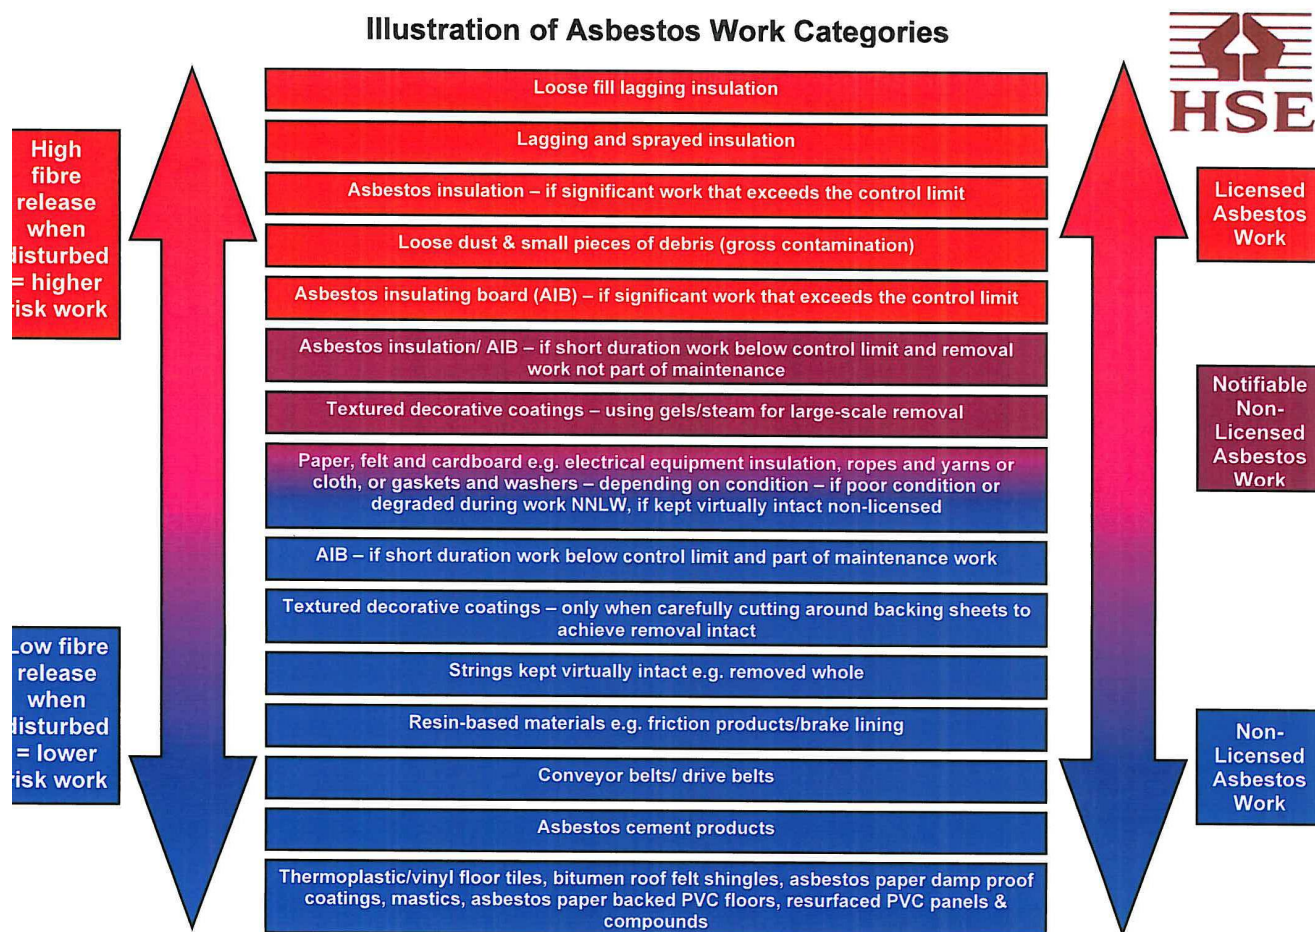 Illustration of Asbestos Work Categories
HSE
High
fibre
release
when
disturbed
= higher
risk work
Low fibre
release
when
disturbed
= lower
risk work
Loose fill lagging insulation
Lagging and sprayed insulation
Asbestos insulation – if significant work that exceeds the control limit
Loose dust & small pieces of debris (gross contamination)
Asbestos insulating board (AIB) – if significant work that exceeds the control limit
Asbestos insulation/ AIB – if short duration work below control limit and removal
work not part of maintenance
Textured decorative coatings – using gels/steam for large-scale removal
Paper, felt and cardboard e.g. electrical equipment insulation, ropes and yarns or
cloth, or gaskets and washers – depending on condition – if poor condition or
degraded during work NNLW, if kept virtually intact non-licensed
AIB – if short duration work below control limit and part of maintenance work
Textured decorative coatings – only when carefully cutting around backing sheets to
achieve removal intact
Strings kept virtually intact e.g. removed whole
Resin-based materials e.g. friction products/brake lining
Conveyor belts/ drive belts
Asbestos cement products
Thermoplastic/vinyl floor tiles, bitumen roof felt shingles, asbestos paper damp proof
coatings, mastics, asbestos paper backed PVC floors, resurfaced PVC panels &
compounds
Licensed
Asbestos
Work
Notifiable
Non-
Licensed
Asbestos
Work
Non-
Licensed
Asbestos
Work